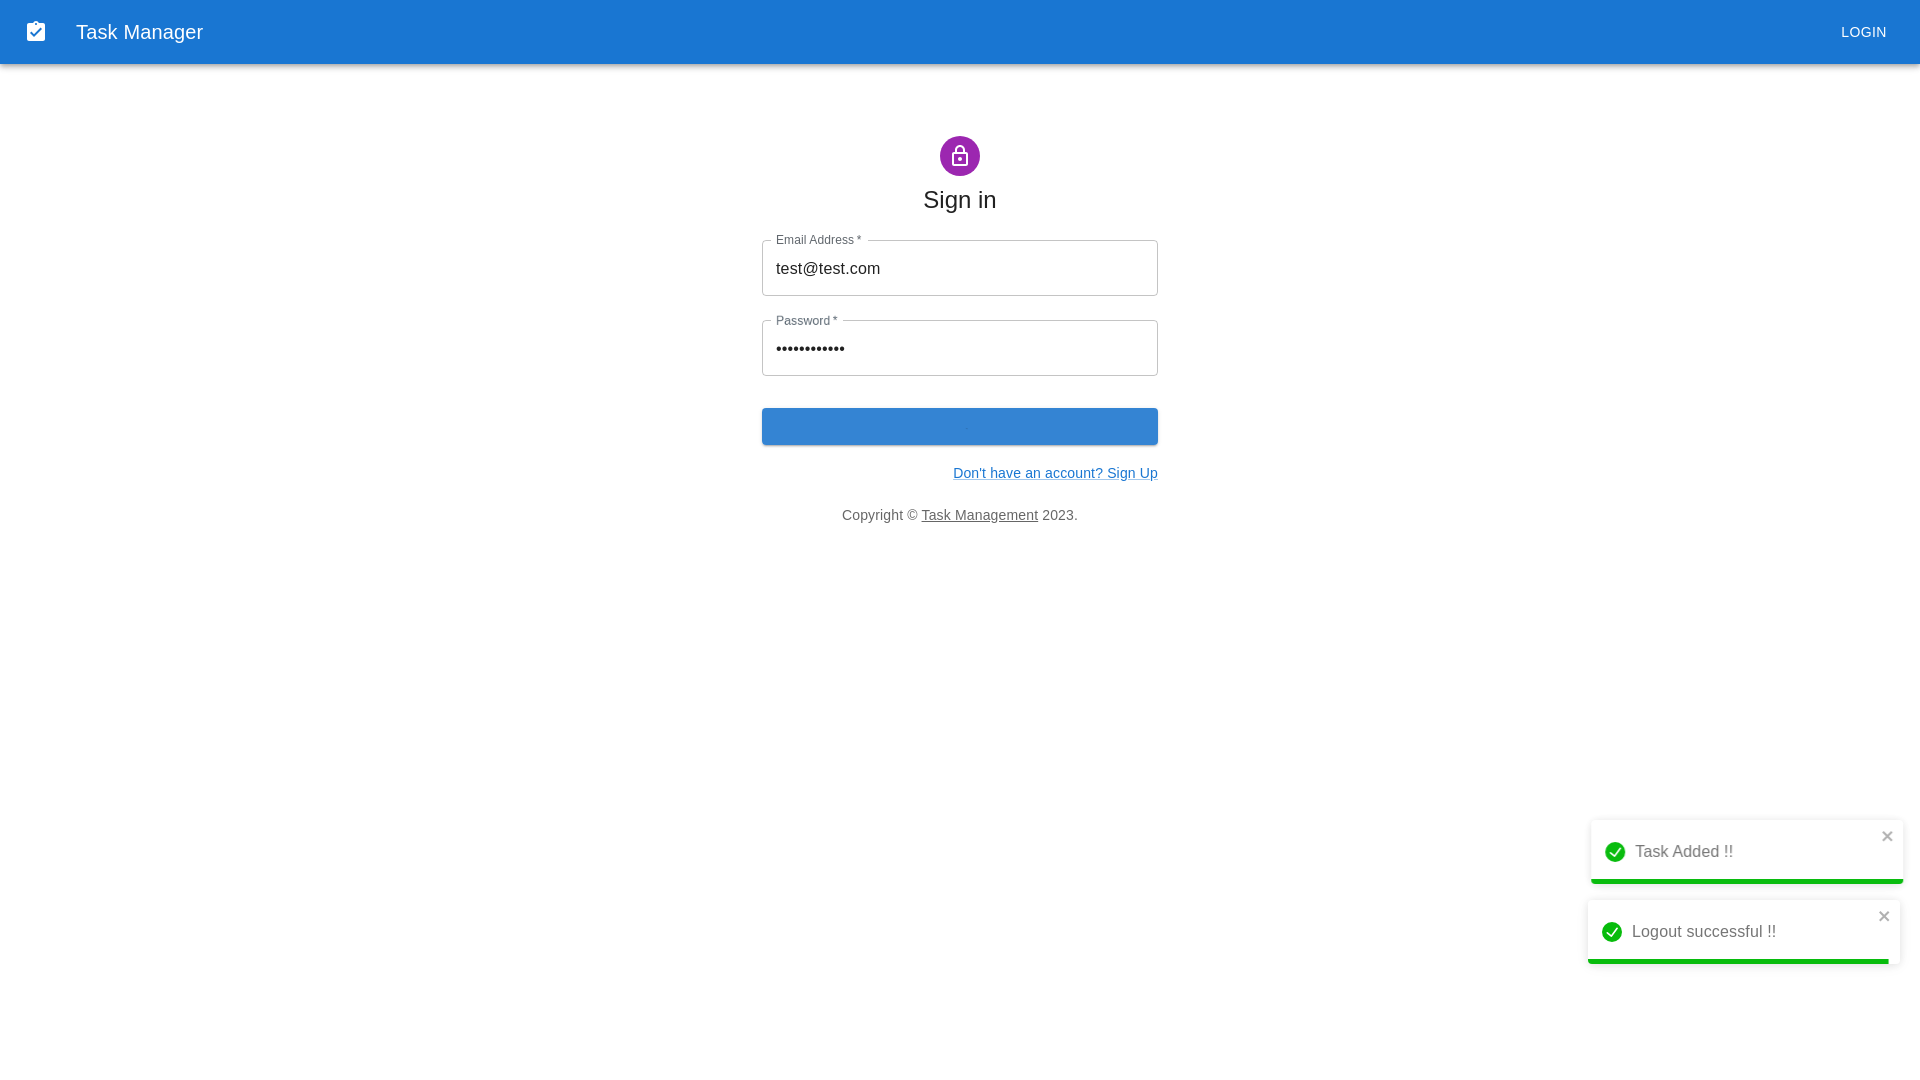 Task Manager
LOGIN
Sign in
Email Address *
test@test.com
Password *
••••••••••••
Don't have an account? Sign Up
Copyright © Task Management 2023.
Task Added !!
Logout successful !!